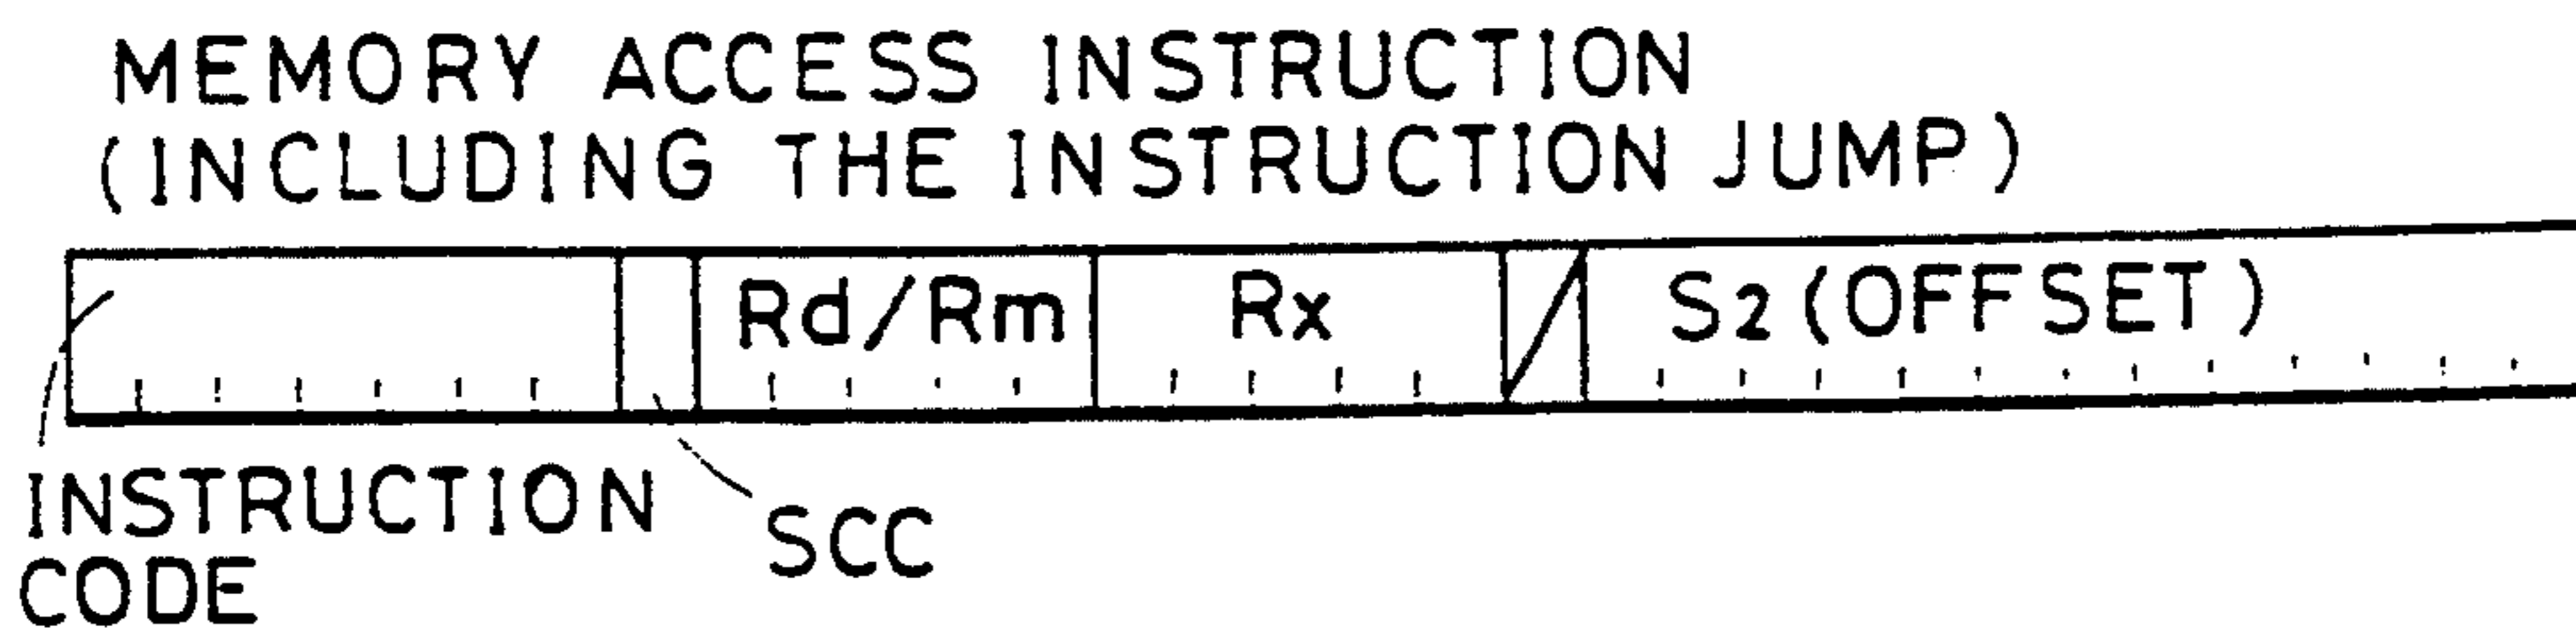 MEMORY ACCESS INSTRUCTION
(INCLUDING THE INSTRUCTION JUMP)
Rd/Rm Rx S2 (OFFSET)
INSTRUCTION
CODE
SCC